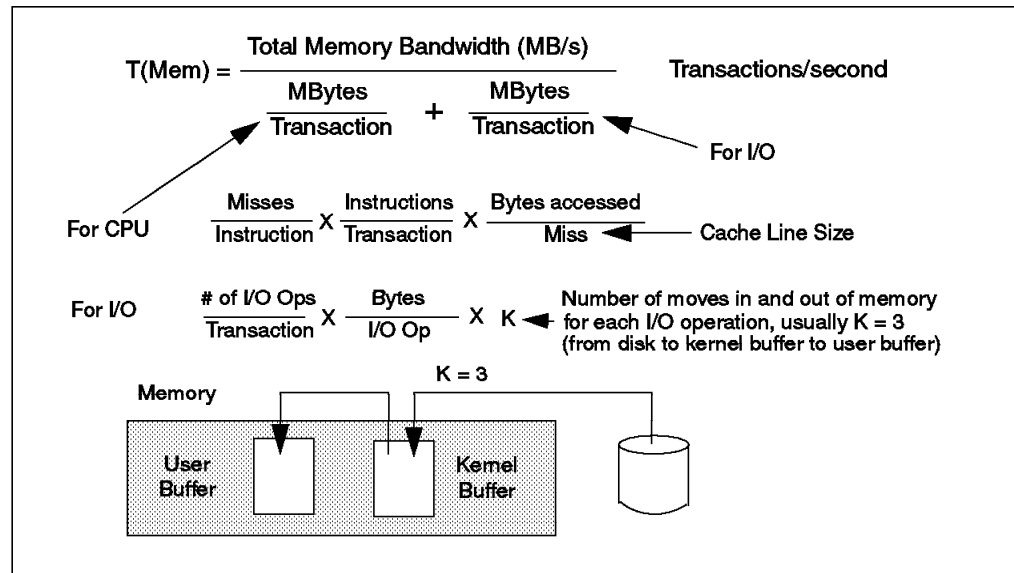 Total Memory Bandwidth (MB/s)
T(Mem) = Transactions/second
MBytes MBytes
+
Transaction Transaction
For I/O
Misses Instructions Bytes accessed
X X
For CPU Instruction Transaction Miss Cache Line Size
For I/O # of I/O Ops Bytes Number of moves in and out of memory
X X K for each I/O operation, usually K = 3
Transaction I/O Op (from disk to kernel buffer to user buffer)
K = 3
Memory
User Kernel
Buffer Buffer